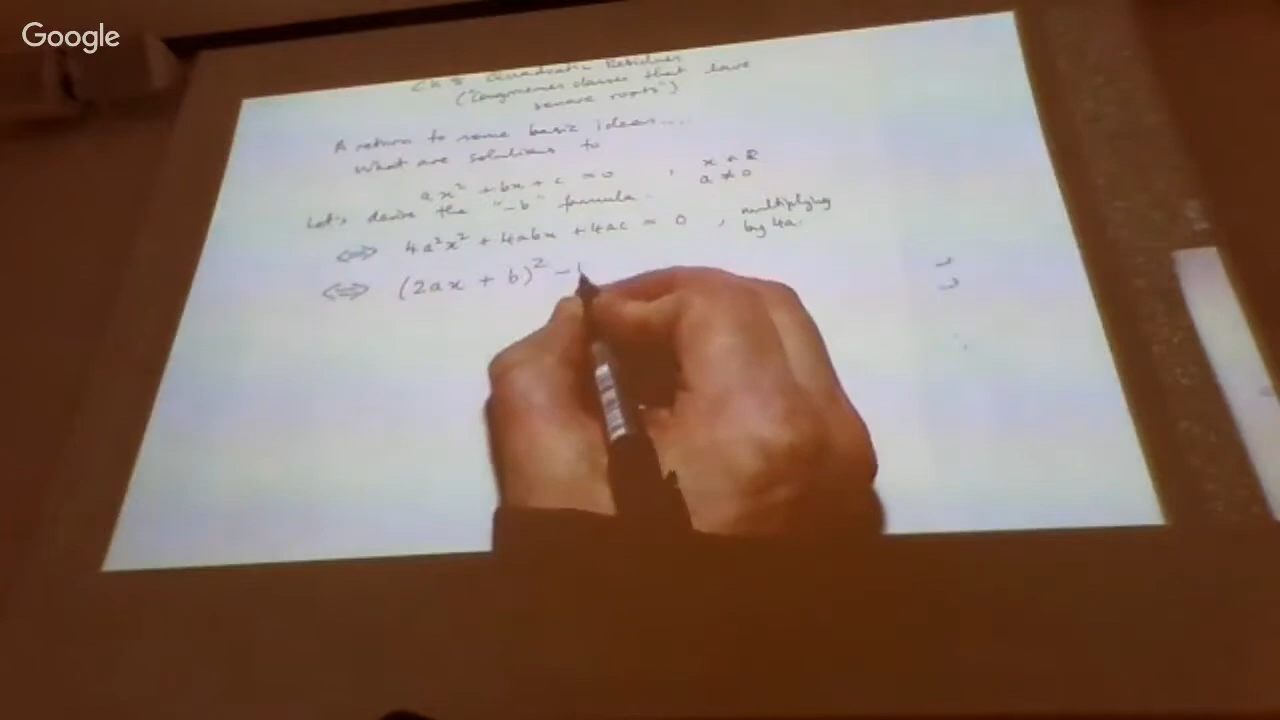 Google
Ch 8 Quadratic Residues
("Congruence classes that have
square roots")
A return to some basic ideas....
What are solutions to
ax² + bx + c = 0 , x ∈ R
a ≠ 0
Let's derive the "-b" formula.
⟺ 4a²x² + 4abx + 4ac = 0 , multiplying
by 4a.
⟺ (2ax + b)² -